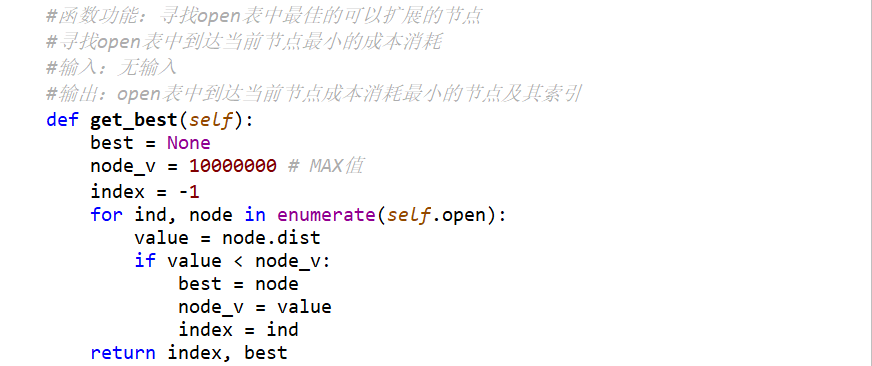 #函数功能：寻找open表中最佳的可以扩展的节点
#寻找open表中到达当前节点最小的成本消耗
#输入：无输入
#输出：open表中到达当前节点成本消耗最小的节点及其索引
def get_best(self):
    best = None
    node_v = 10000000 # MAX值
    index = -1
    for ind, node in enumerate(self.open):
        value = node.dist
        if value < node_v:
            best = node
            node_v = value
            index = ind
    return index, best